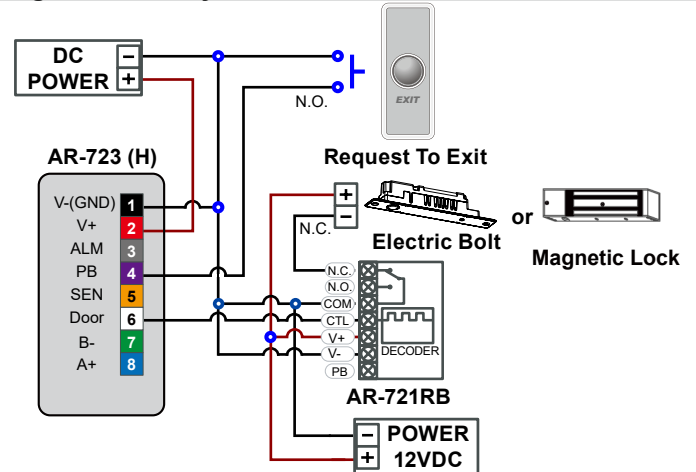 DC
POWER
−
+
N.O.
EXIT
Request To Exit
AR-723 (H)
V-(GND) 1
V+ 2
ALM 3
PB 4
SEN 5
Door 6
B- 7
A+ 8
+
−
N.C.
Electric Bolt
or
Magnetic Lock
N.C.
N.O.
COM
CTL
V+
V-
PB
DECODER
AR-721RB
− POWER
+ 12VDC